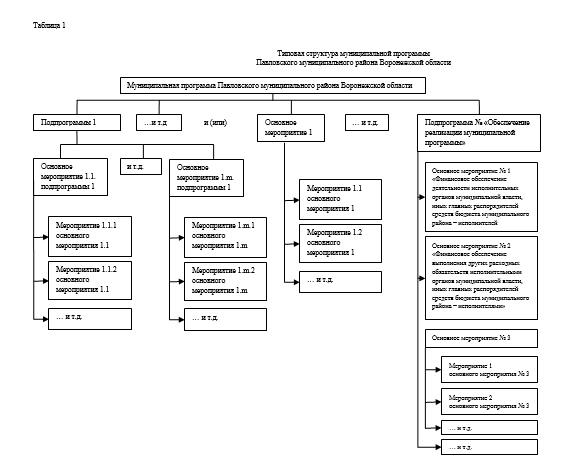 Таблица 1
Типовая структура муниципальной программы
Павловского муниципального района Воронежской области
Муниципальная программа Павловского муниципального района Воронежской области
Подпрограммы 1
…и т.д
и (или)
Основное
мероприятие 1
… и т.д.
Подпрограмма № «Обеспечение
реализации муниципальной
программы»
Основное
мероприятие 1.1.
подпрограммы 1
и т.д.
Основное
мероприятие 1.m.
подпрограммы 1
Мероприятие 1.1.1
основного
мероприятия 1.1
Мероприятие 1.1.2
основного
мероприятия 1.1
… и т.д.
Мероприятие 1.m.1
основного
мероприятия 1.m
Мероприятие 1.m.2
основного
мероприятия 1.m
… и т.д.
Мероприятие 1.1
основного
мероприятия 1
Мероприятие 1.2
основного
мероприятия 1
… и т.д.
Основное мероприятие № 1
«Финансовое обеспечение
деятельности исполнительных
органов муниципальной власти,
иных главных распорядителей
средств бюджета муниципального
района – исполнителей
Основное мероприятие № 2
«Финансовое обеспечение
выполнения других расходных
обязательств исполнительными
органов муниципальной власти,
иных главных распорядителей
средств бюджета муниципального
района – исполнителями»
Основное мероприятие № 3
Мероприятие 1
основного мероприятия № 3
Мероприятие 2
основного мероприятия № 3
… и т.д.
… и т.д.